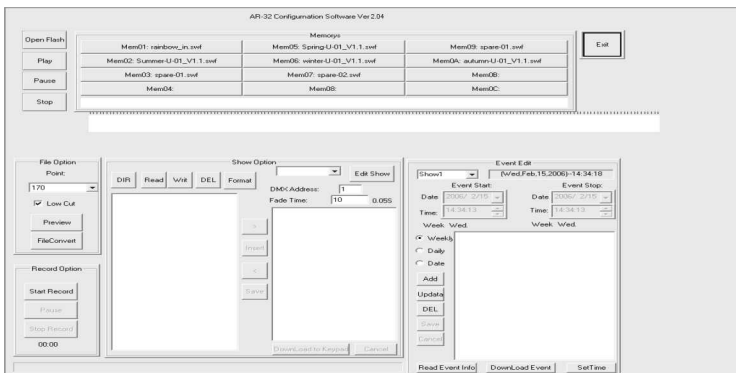 AR-32 Configurnation Software Ver2.04
Open Flash
Play
Pause
Stop
Memorys
Mem01: rainbow_in.swf
Mem05: Spring-U-01_V1.1.swf
Mem09: spare-01.swf
Mem02: Summer-U-01_V1.1.swf
Mem06: winter-U-01_V1.1.swf
Mem0A: autumn-U-01_V1.1.swf
Mem03: spare-01.swf
Mem07: spare-02.swf
Mem0B:
Mem04:
Mem08:
Mem0C:
Exit
File Option
Point:
170
Low Cut
Preview
FileConvert
Record Option
Start Record
Pause
Stop Record
00:00
Show Option
DIR
Read
Writ
DEL
Format
Edit Show
DMX Address:
1
Fade Time:
10
0.05S
>
Insert
<
Save
DownLoad to Keypad
Cancel
Event Edit
Show1
(Wed,Feb,15,2006)-14:34:18
Event Start:
Event Stop:
Date
2006/ 2/15
Date
2006/ 2/15
Time:
14:34:13
Time:
14:34:13
Week
Wed.
Week
Wed.
Weekly
Daily
Date
Add
Updata
DEL
Save
Cancel
Read Event Info
DownLoad Event
SetTime